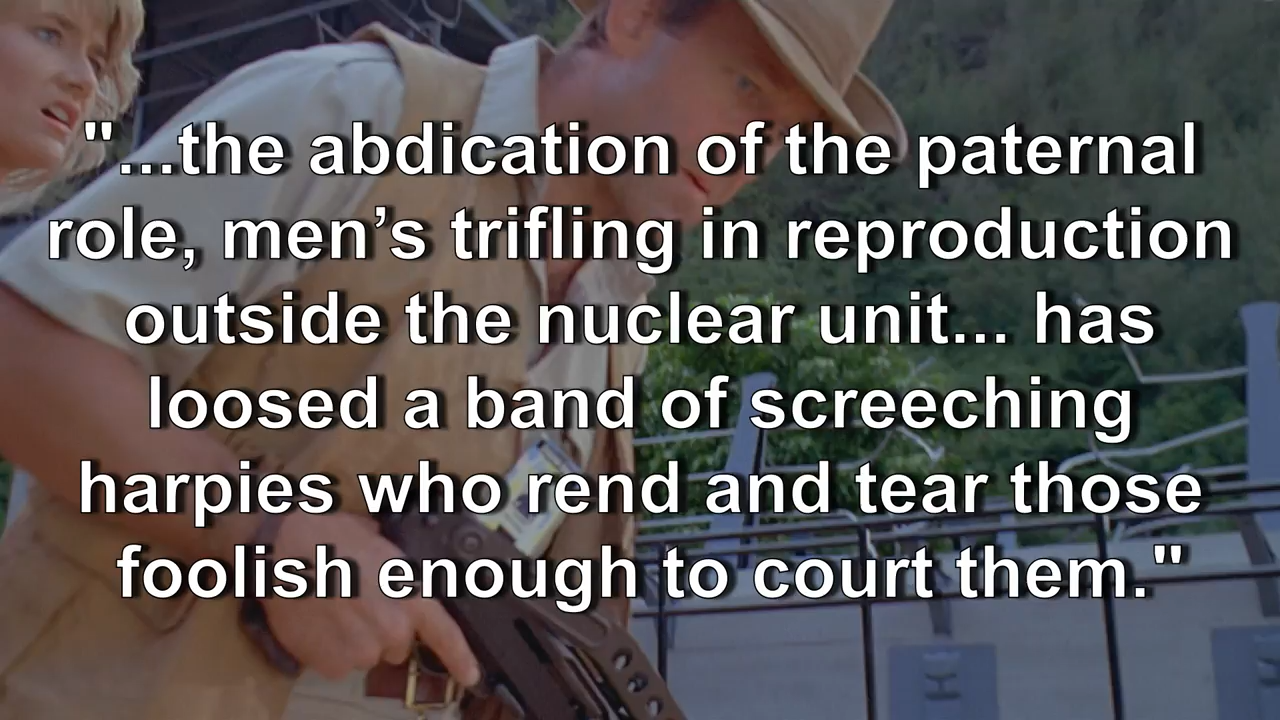 "...the abdication of the paternal
role, men’s trifling in reproduction
outside the nuclear unit... has
loosed a band of screeching
harpies who rend and tear those
foolish enough to court them."